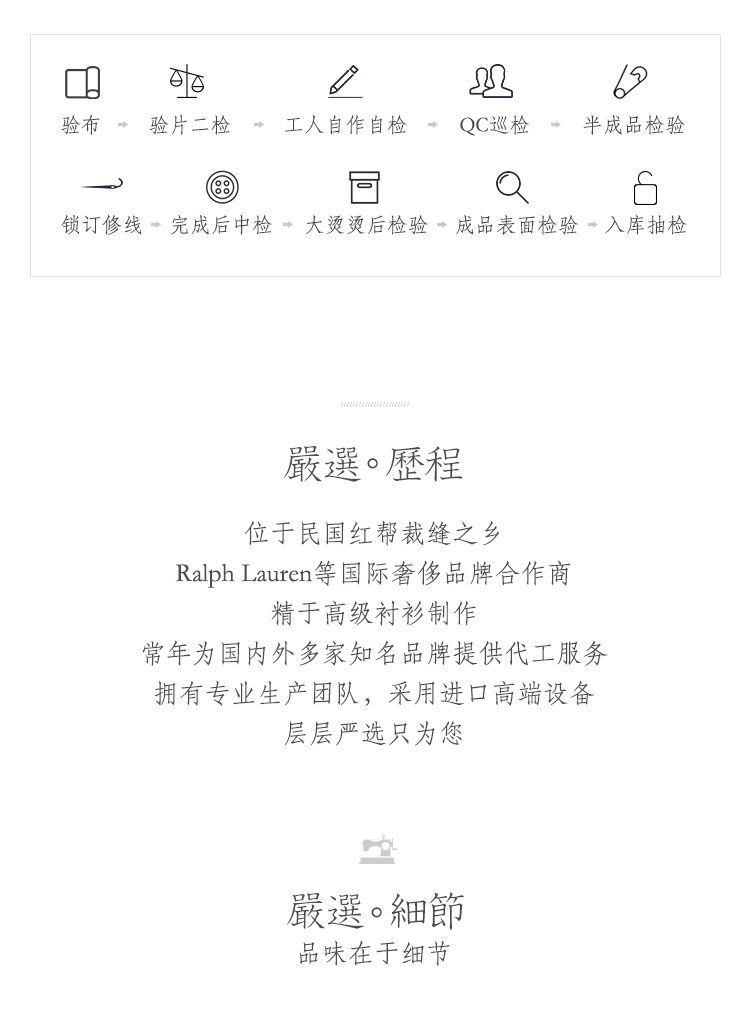 验布 验片二检 工人自作自检 QC巡检 半成品检验
锁订修线 完成后中检 大烫烫后检验 成品表面检验 入库抽检
嚴選。歷程
位于民国红帮裁缝之乡
Ralph Lauren等国际奢侈品牌合作商
精于高级衬衫制作
常年为国内外多家知名品牌提供代工服务
拥有专业生产团队，采用进口高端设备
层层严选只为您
嚴選。細節
品味在于细节